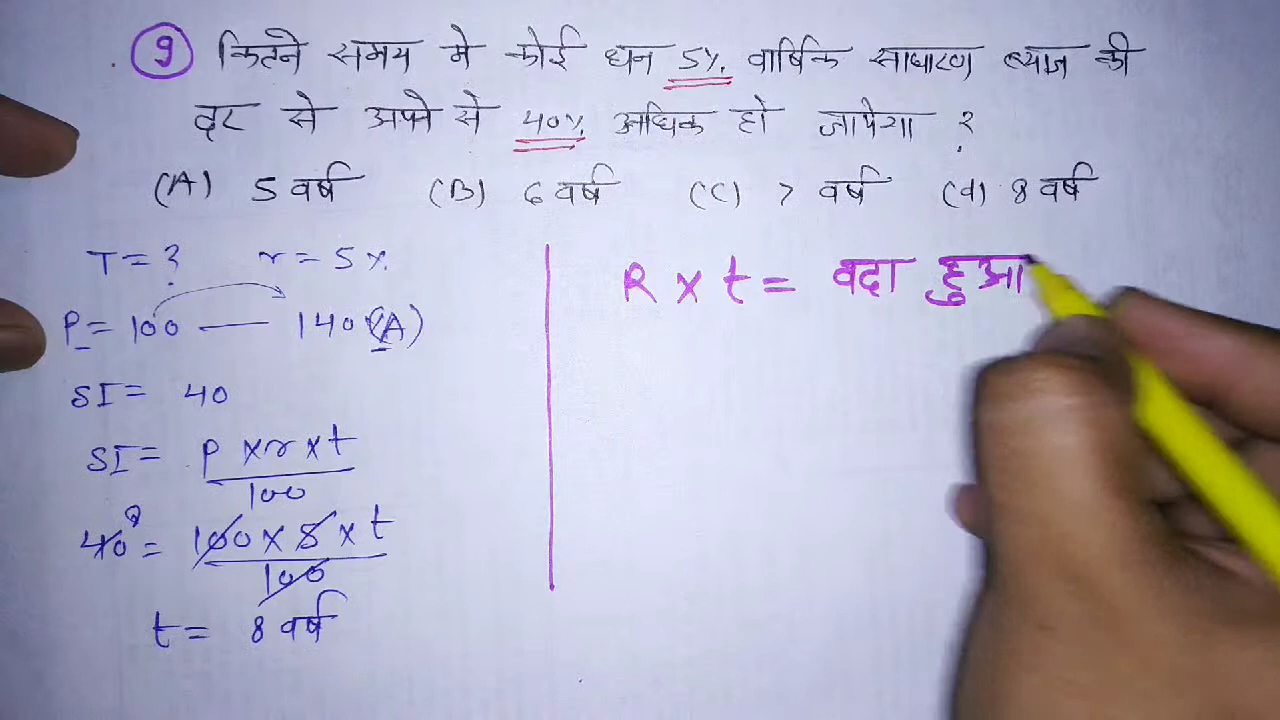 9 कितने समय मे कोई धन 5% वार्षिक साधारण ब्याज की
दर से अपने से 40% अधिक हो जायेगा ?
(A) 5 वर्ष (B) 6 वर्ष (C) 7 वर्ष (d) 8 वर्ष
T = ? r = 5%
P = 100 — 140 (A)
SI = 40
SI = P × r × t
100
40 8 = 100 × 5 × t
100
t = 8 वर्ष
R × t = बढा हुआ